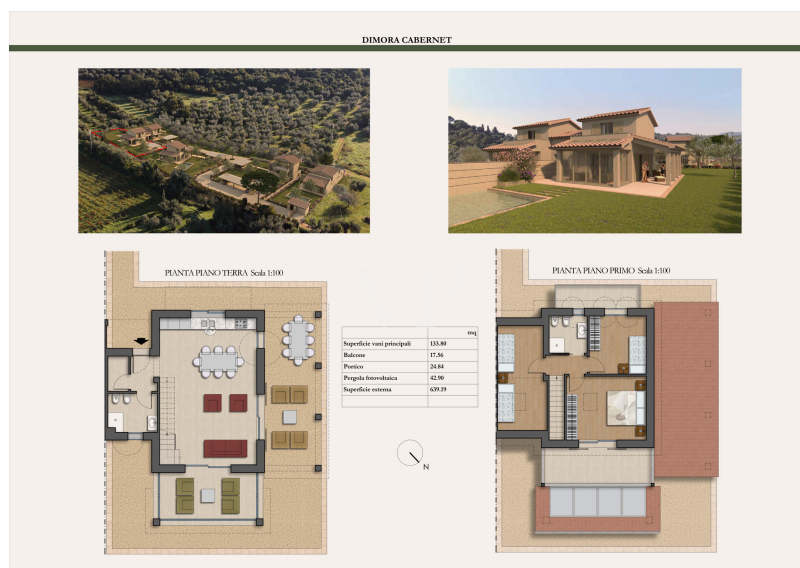 DIMORA CABERNET
PIANTA PIANO TERRA Scala 1:100
PIANTA PIANO PRIMO Scala 1:100
mq
Superficie vani principali 133.80
Balcone 17.56
Portico 24.84
Pergola fotovoltaica 42.90
Superficie esterna 639.19
N